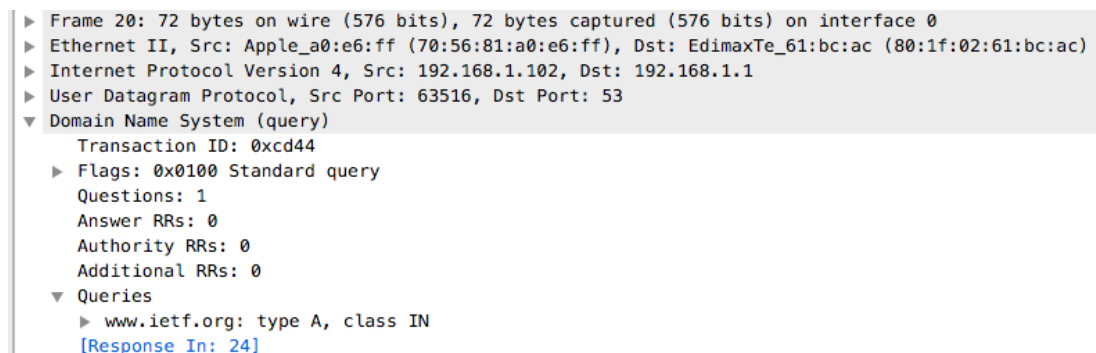 Frame 20: 72 bytes on wire (576 bits), 72 bytes captured (576 bits) on interface 0
Ethernet II, Src: Apple_a0:e6:ff (70:56:81:a0:e6:ff), Dst: EdimaxTe_61:bc:ac (80:1f:02:61:bc:ac)
Internet Protocol Version 4, Src: 192.168.1.102, Dst: 192.168.1.1
User Datagram Protocol, Src Port: 63516, Dst Port: 53
Domain Name System (query)
Transaction ID: 0xcd44
Flags: 0x0100 Standard query
Questions: 1
Answer RRs: 0
Authority RRs: 0
Additional RRs: 0
Queries
www.ietf.org: type A, class IN
[Response In: 24]